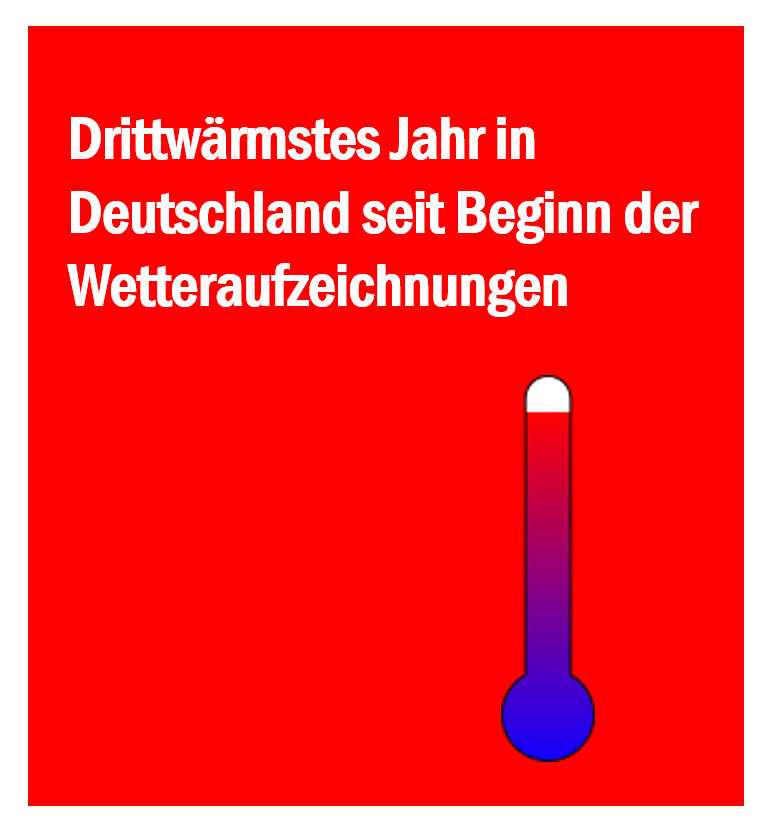 Drittwärmstes Jahr in
Deutschland seit Beginn der
Wetteraufzeichnungen